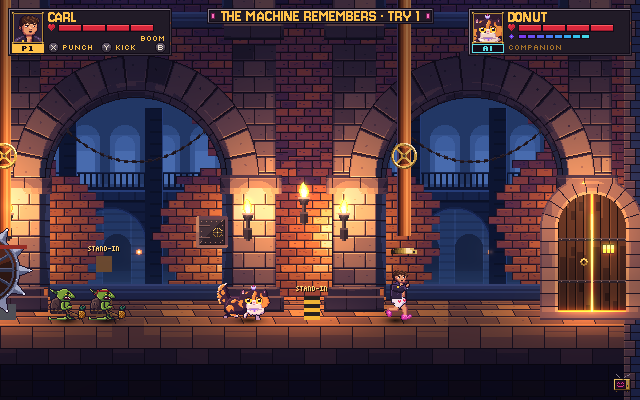 CARL
BOOM
P1
X PUNCH Y KICK B
THE MACHINE REMEMBERS · TRY 1
DONUT
AI
COMPANION
STAND-IN
STAND-IN